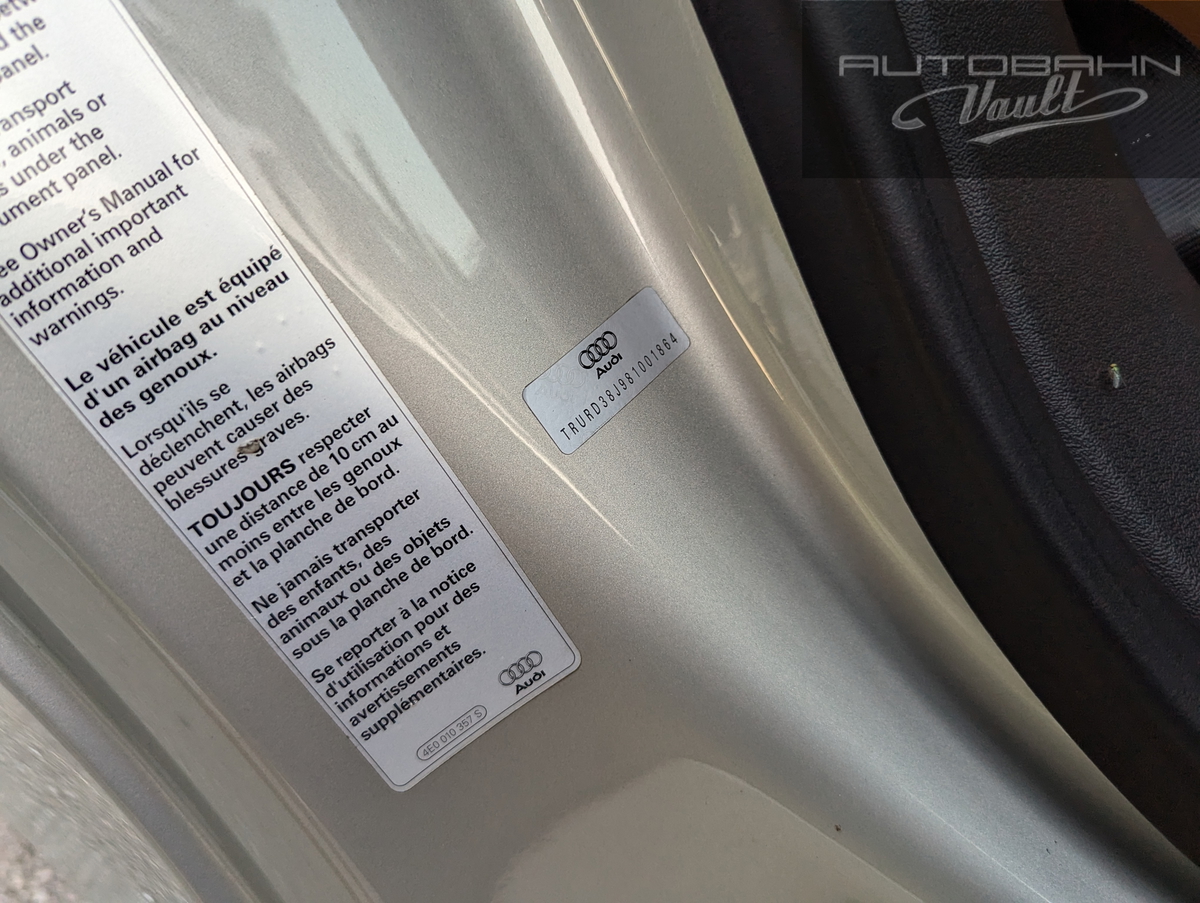 d the
panel.
ansport
, animals or
s under the
ument panel.
ee Owner's Manual for
additional important
information and
warnings.
Le véhicule est équipé
d'un airbag au niveau
des genoux.
Lorsqu'ils se
déclenchent, les airbags
peuvent causer des
blessures graves.
TOUJOURS respecter
une distance de 10 cm au
moins entre les genoux
et la planche de bord.
Ne jamais transporter
des enfants, des
animaux ou des objets
sous la planche de bord.
Se reporter à la notice
d'utilisation pour des
informations et
avertissements
supplémentaires.
Audi
4E0 010 357 S
Audi
TRURD38J981001864
AUTOBAHN
Vault